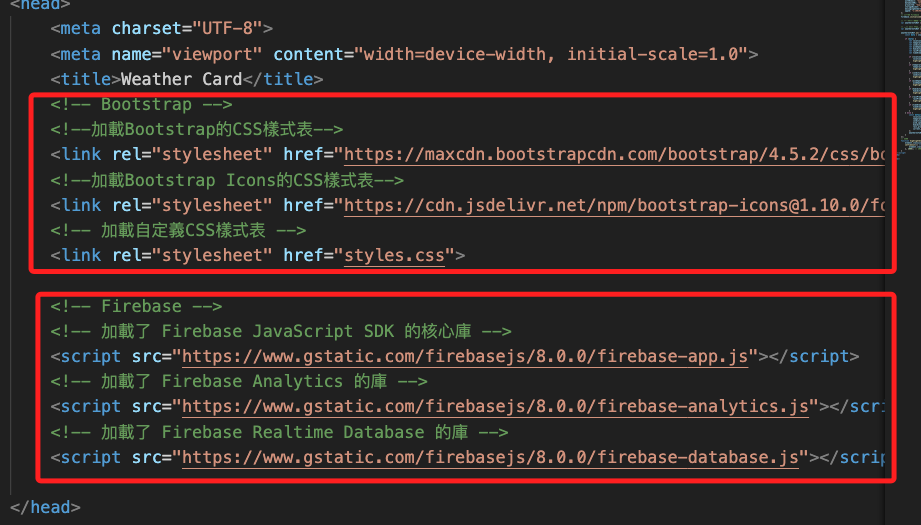 <head>
<meta charset="UTF-8">
<meta name="viewport" content="width=device-width, initial-scale=1.0">
<title>Weather Card</title>
<!-- Bootstrap -->
<!--加載Bootstrap的CSS樣式表-->
<link rel="stylesheet" href="https://maxcdn.bootstrapcdn.com/bootstrap/4.5.2/css/bo
<!--加載Bootstrap Icons的CSS樣式表-->
<link rel="stylesheet" href="https://cdn.jsdelivr.net/npm/bootstrap-icons@1.10.0/fo
<!-- 加載自定義CSS樣式表 -->
<link rel="stylesheet" href="styles.css">
<!-- Firebase -->
<!-- 加載了 Firebase JavaScript SDK 的核心庫 -->
<script src="https://www.gstatic.com/firebasejs/8.0.0/firebase-app.js"></script>
<!-- 加載了 Firebase Analytics 的庫 -->
<script src="https://www.gstatic.com/firebasejs/8.0.0/firebase-analytics.js"></scri
<!-- 加載了 Firebase Realtime Database 的庫 -->
<script src="https://www.gstatic.com/firebasejs/8.0.0/firebase-database.js"></scrip
</head>